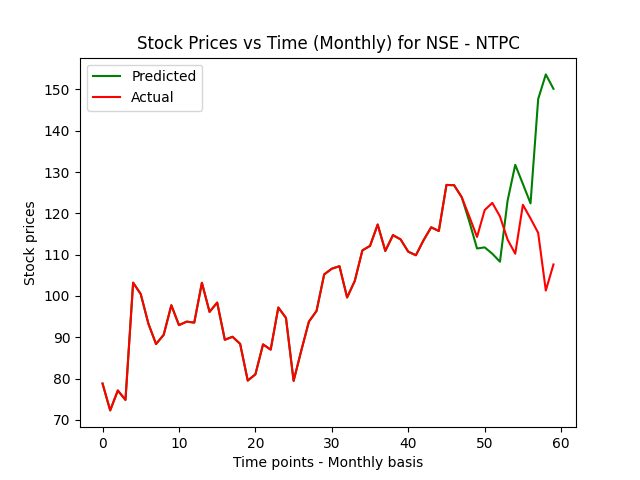 Stock Prices vs Time (Monthly) for NSE - NTPC
Predicted
Actual
Stock prices
150
140
130
120
110
100
90
80
70
0 10 20 30 40 50 60
Time points - Monthly basis